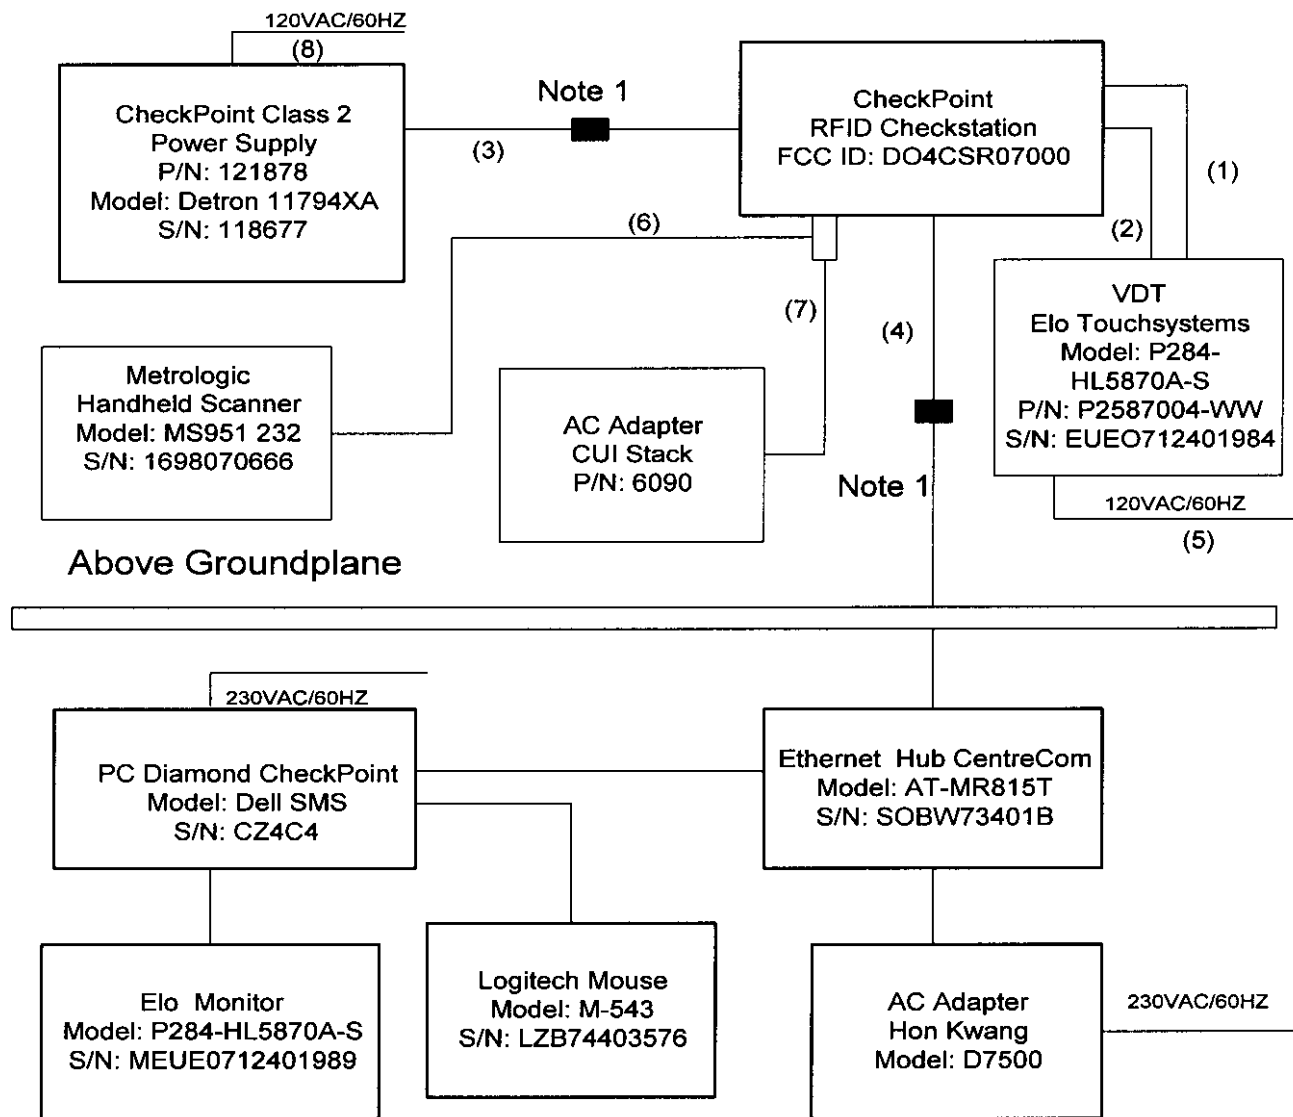 120VAC/60HZ
(8)
CheckPoint Class 2
Power Supply
P/N: 121878
Model: Detron 11794XA
S/N: 118677
Note 1
(3)
CheckPoint
RFID Checkstation
FCC ID: DO4CSR07000
(1)
(2)
(6)
(7)
(4)
VDT
Elo Touchsystems
Model: P284-
HL5870A-S
P/N: P2587004-WW
S/N: EUEO712401984
Metrologic
Handheld Scanner
Model: MS951 232
S/N: 1698070666
AC Adapter
CUI Stack
P/N: 6090
Note 1
120VAC/60HZ
(5)
Above Groundplane
230VAC/60HZ
PC Diamond CheckPoint
Model: Dell SMS
S/N: CZ4C4
Ethernet Hub CentreCom
Model: AT-MR815T
S/N: SOBW73401B
Elo Monitor
Model: P284-HL5870A-S
S/N: MEUE0712401989
Logitech Mouse
Model: M-543
S/N: LZB74403576
AC Adapter
Hon Kwang
Model: D7500
230VAC/60HZ